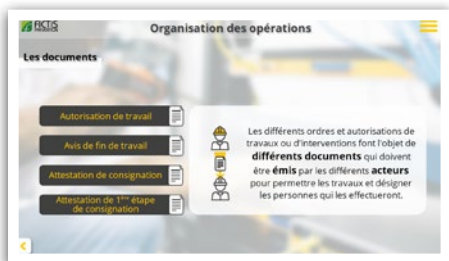 FICTIS
Organisation des opérations
Les documents
Autorisation de travail
Avis de fin de travail
Attestation de consignation
Attestation de 1ère étape
de consignation
Les différents ordres et autorisations de
travaux ou d'interventions font l'objet de
différents documents qui doivent
être émis par les différents acteurs
pour permettre les travaux et désigner
les personnes qui les effectueront.